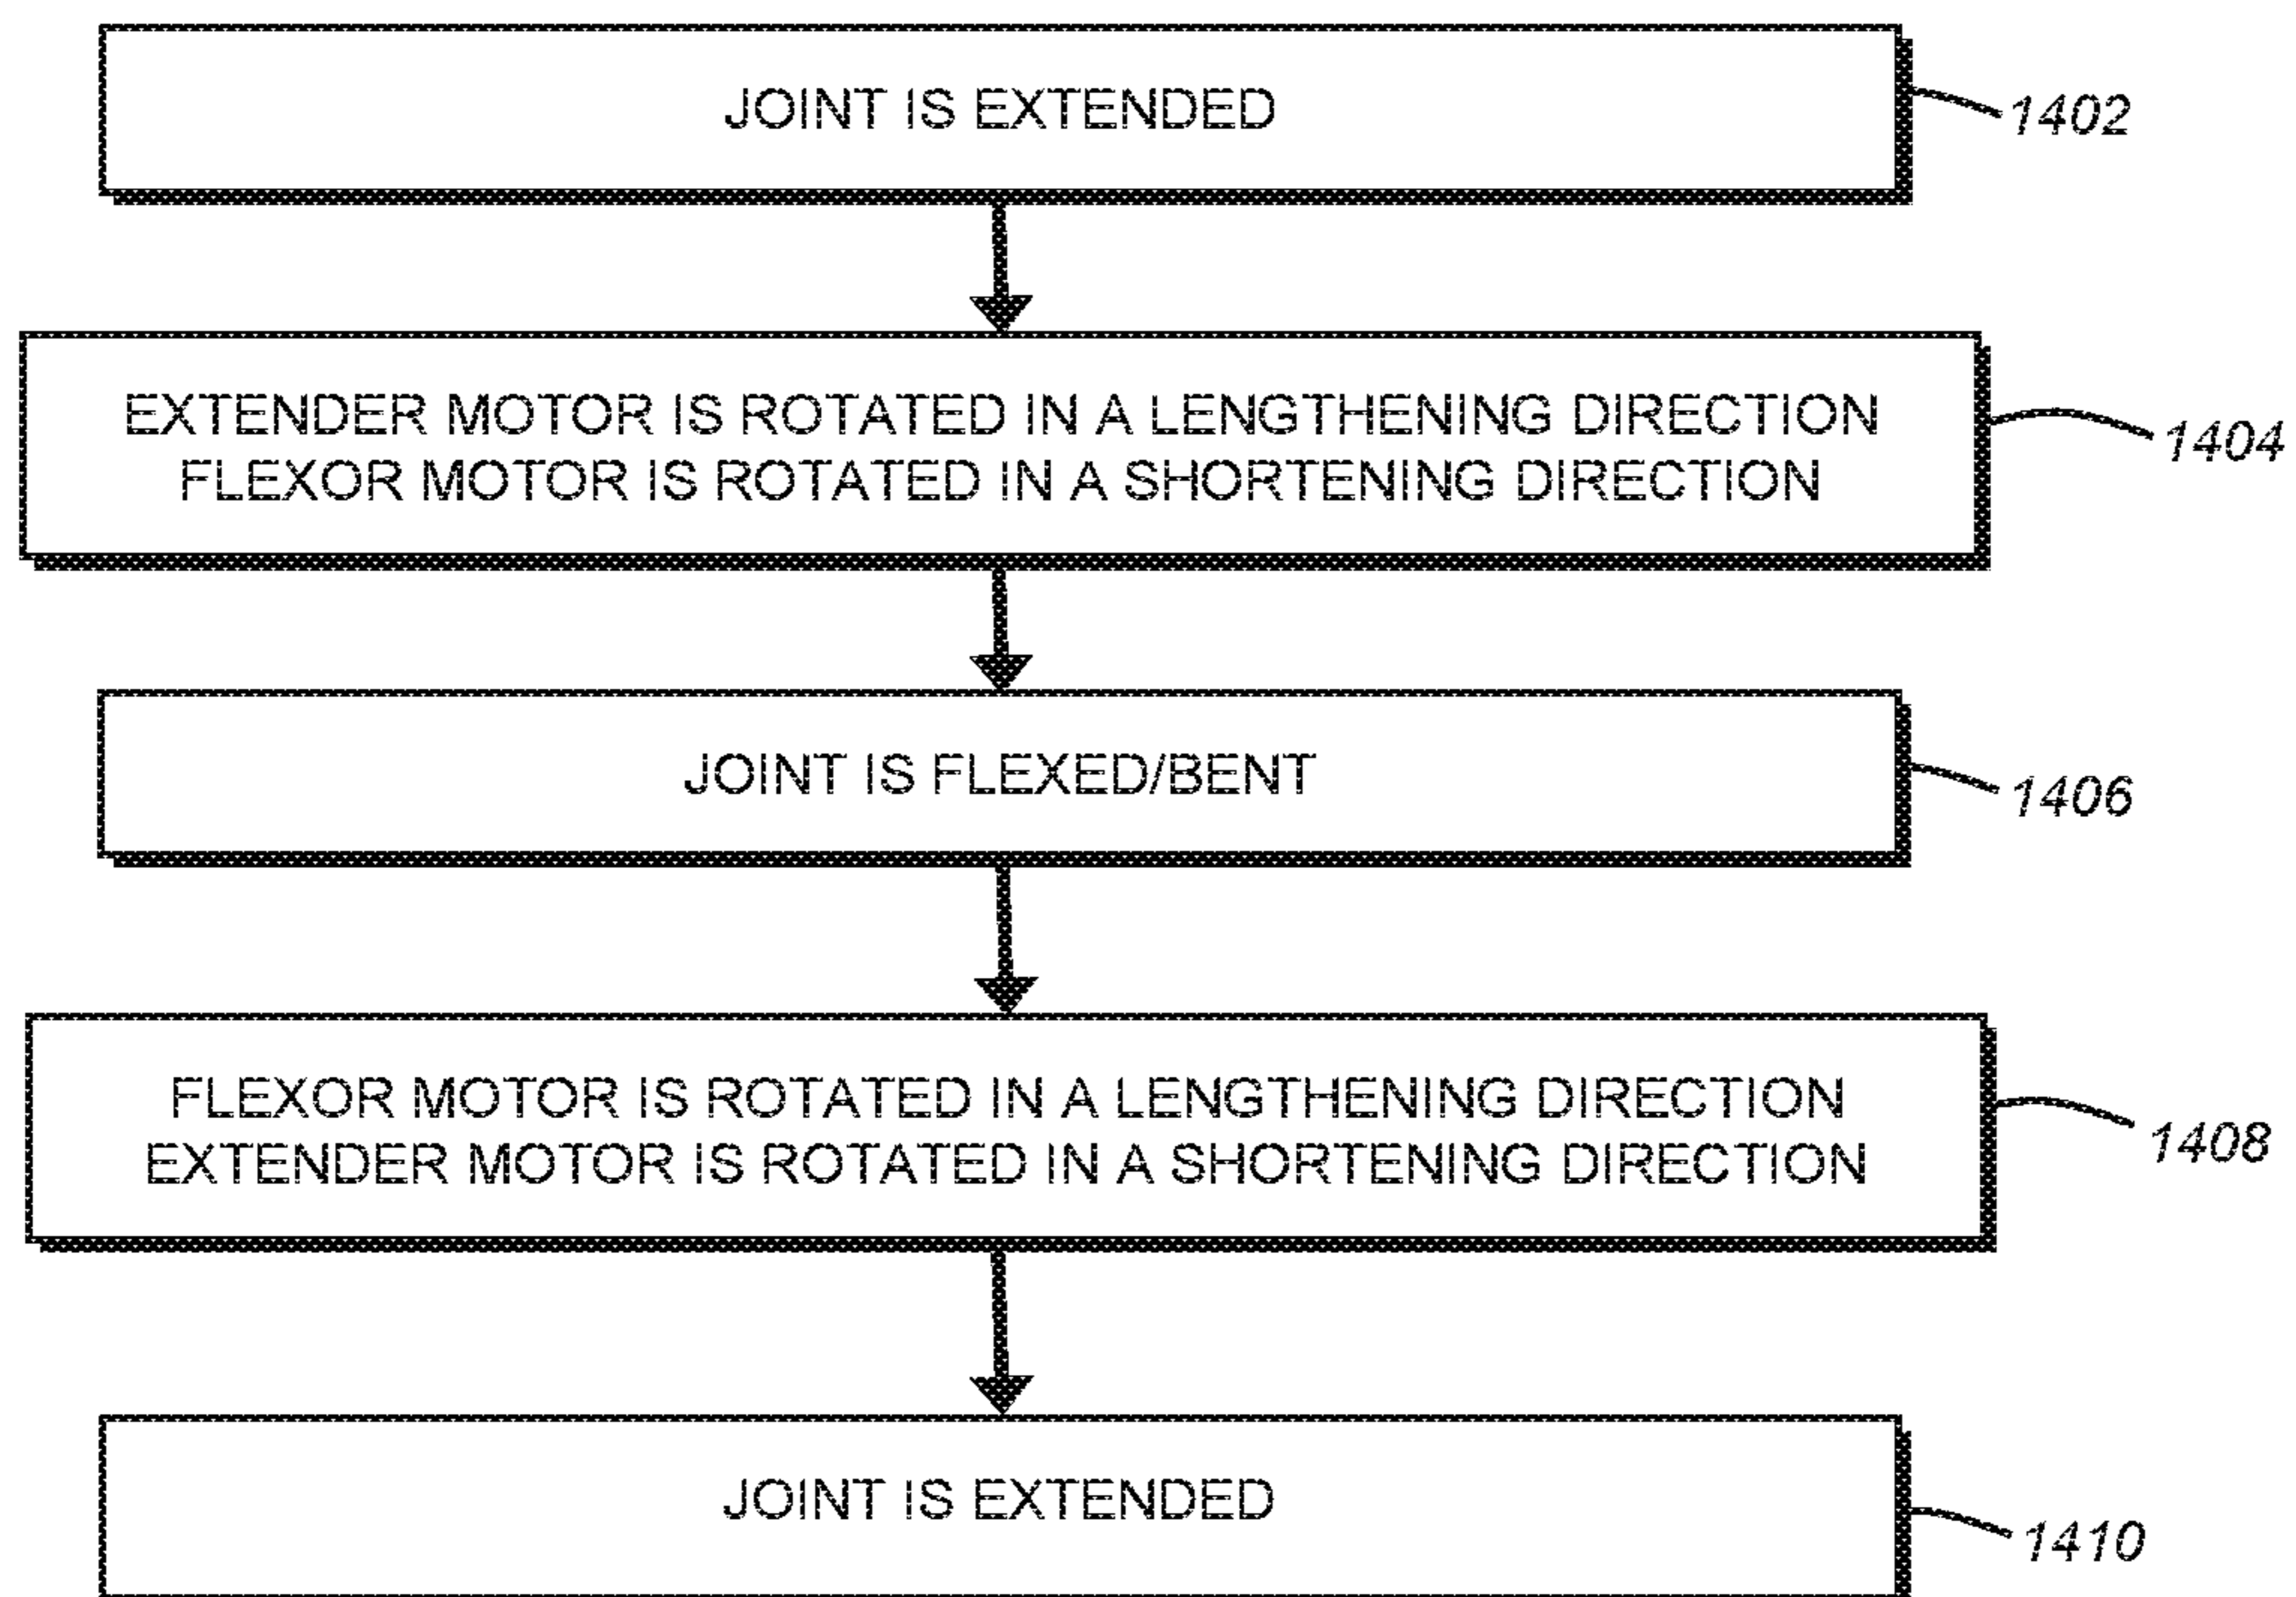 JOINT IS EXTENDED
1402
EXTENDER MOTOR IS ROTATED IN A LENGTHENING DIRECTION
FLEXOR MOTOR IS ROTATED IN A SHORTENING DIRECTION
1404
JOINT IS FLEXED/BENT
1406
FLEXOR MOTOR IS ROTATED IN A LENGTHENING DIRECTION
EXTENDER MOTOR IS ROTATED IN A SHORTENING DIRECTION
1408
JOINT IS EXTENDED
1410